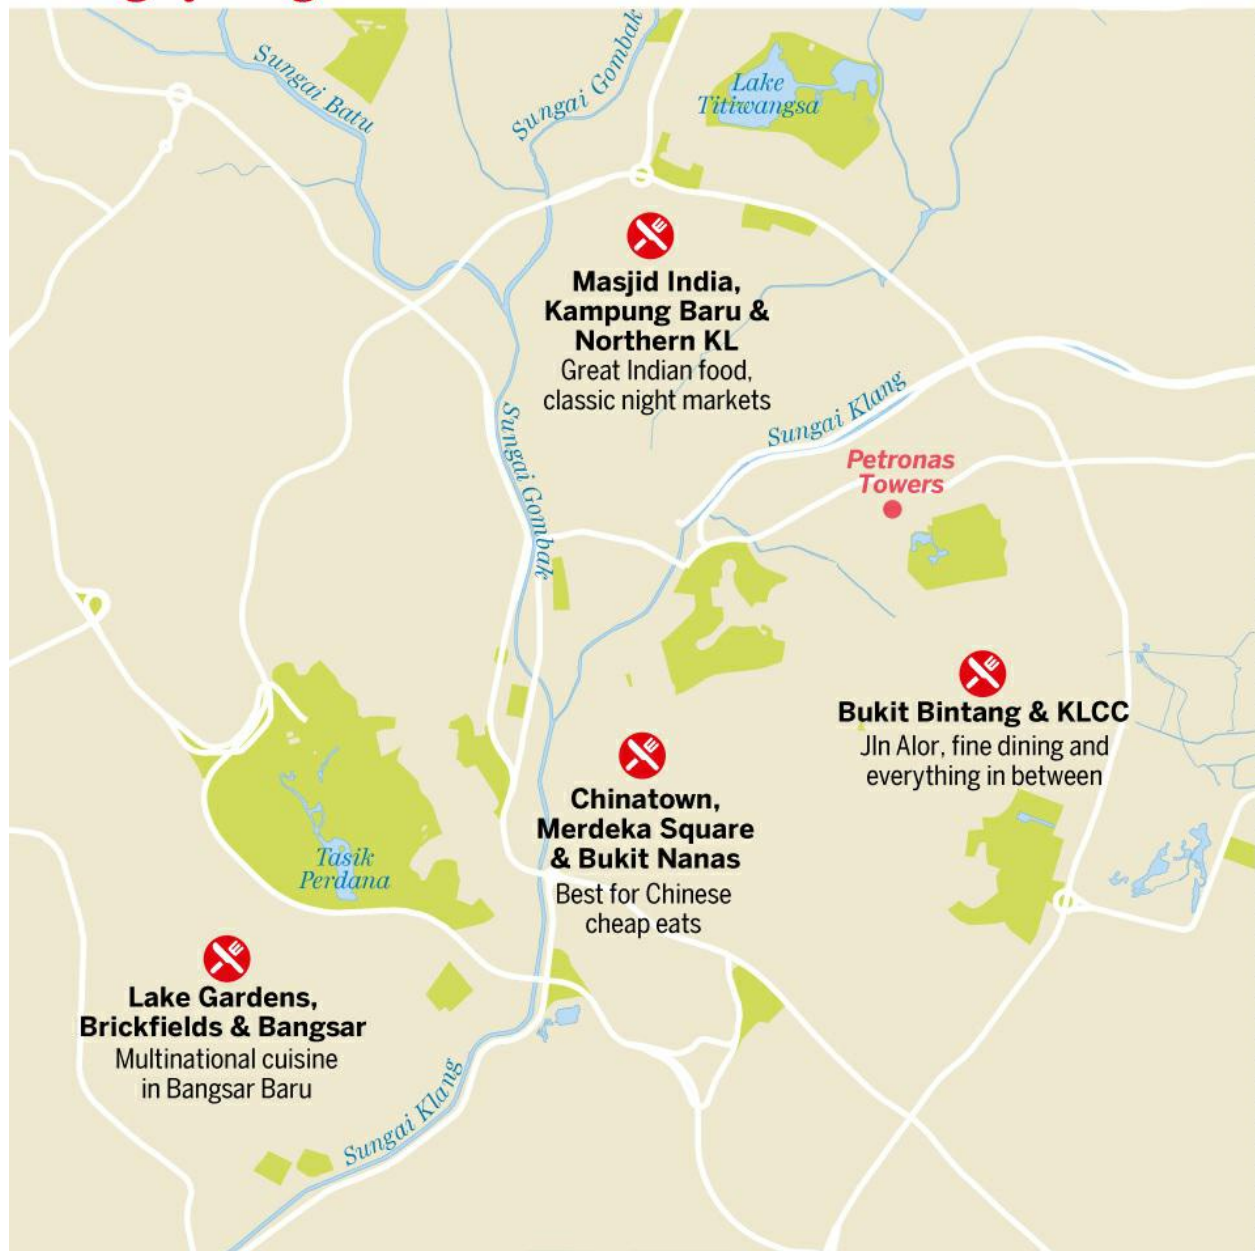 Sungai Batu
Sungai Gombak
Lake
Titiwangsa
Masjid India,
Kampung Baru &
Northern KL
Great Indian food,
classic night markets
Sungai Klang
Sungai Gombak
Petronas
Towers
Bukit Bintang & KLCC
Jln Alor, fine dining and
everything in between
Chinatown,
Merdeka Square
& Bukit Nanas
Best for Chinese
cheap eats
Tasik
Perdana
Lake Gardens,
Brickfields & Bangsar
Multinational cuisine
in Bangsar Baru
Sungai Klang